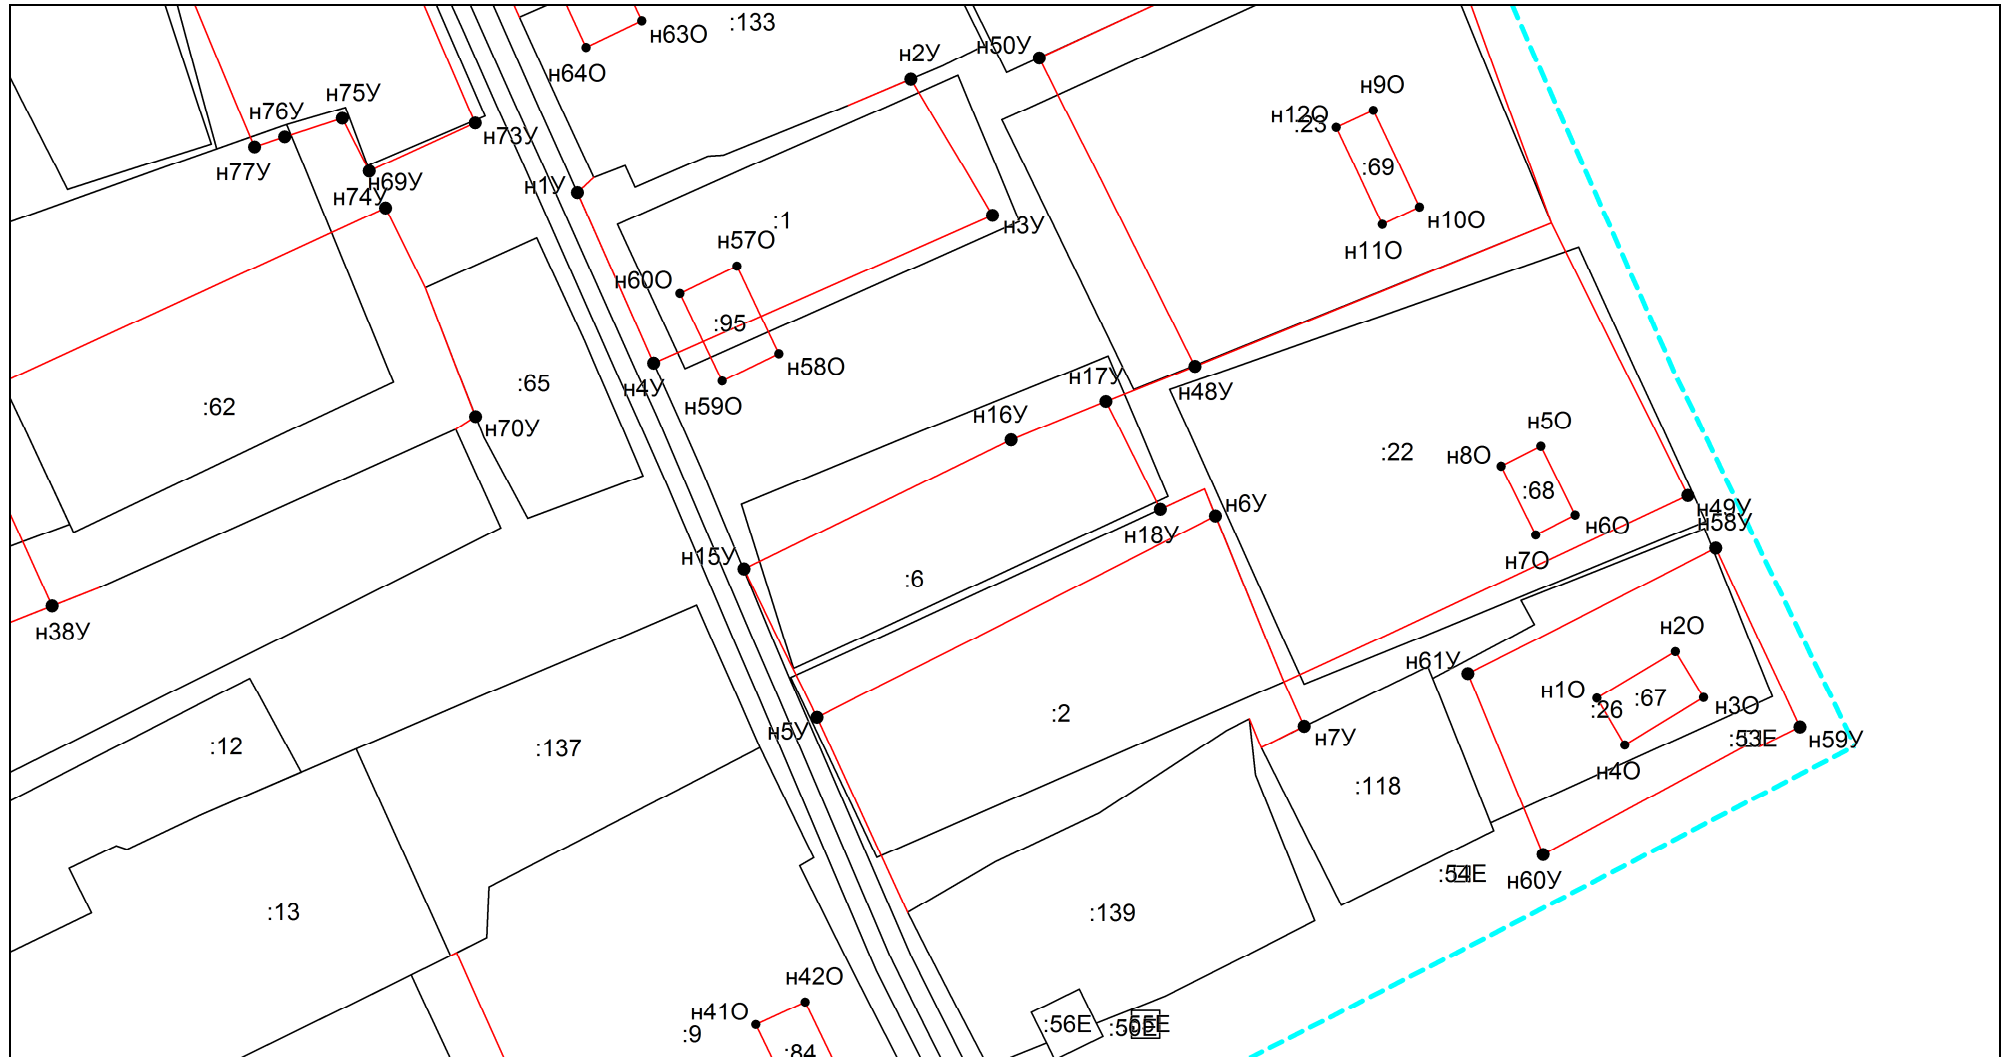 :133
н63О
н64О
н2У
н50У
н75У
н76У
н73У
н77У
н69У
н74У
н1У
н9О
н12О
:23
:69
н10О
н11О
:1
н3У
н57О
н60О
:95
н58О
н4У
н59О
:65
:62
н70У
н17У
н48У
н16У
:22
н5О
н8О
:68
н49У
н58У
н6О
н7О
н6У
н18У
н15У
:6
н38У
н2О
н61У
н1О
:67
:26
н3О
:53Е
н59У
н4О
:2
н5У
н7У
:12
:137
:118
:54Е
н60У
:13
:139
н42О
н41О
:9
:84
:56Е
:55Е